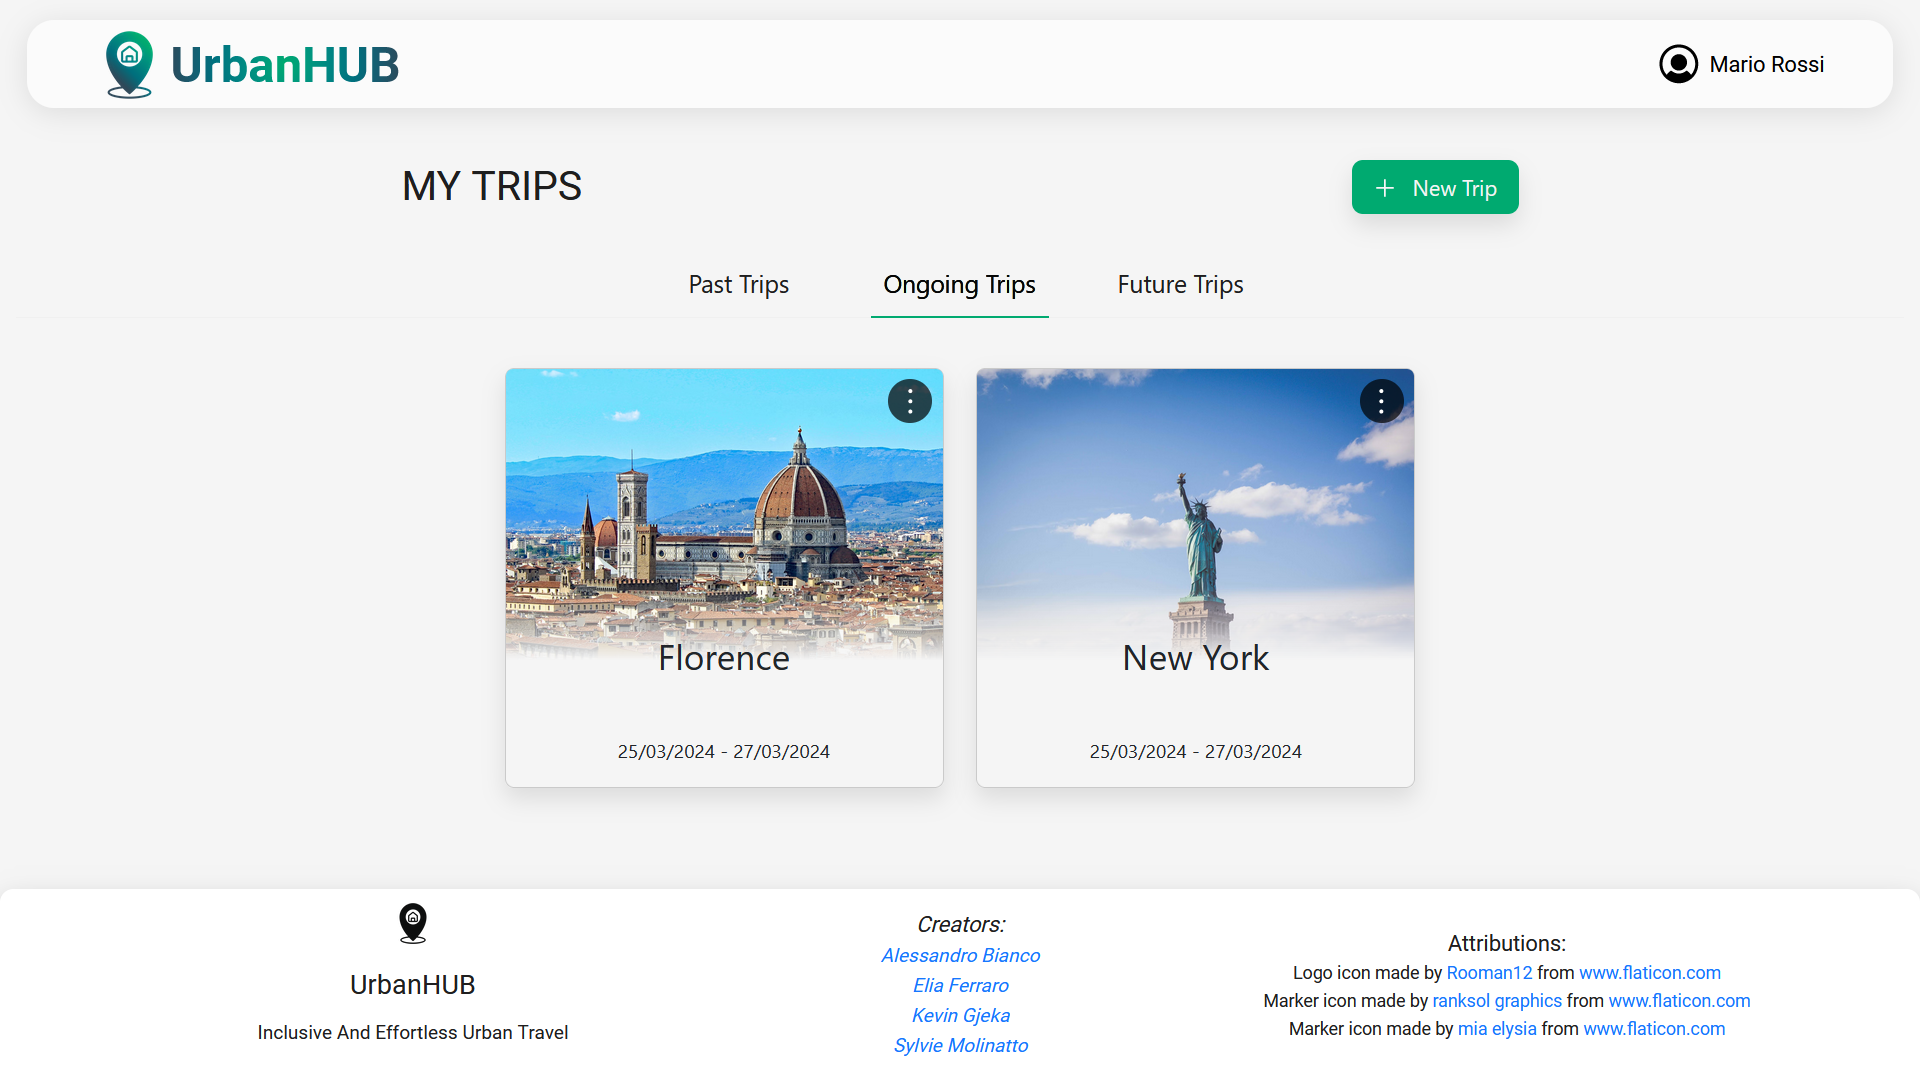 UrbanHUB
Mario Rossi
MY TRIPS
New Trip
Past Trips
Ongoing Trips
Future Trips
Florence
25/03/2024 - 27/03/2024
New York
25/03/2024 - 27/03/2024
UrbanHUB
Inclusive And Effortless Urban Travel
Creators:
Alessandro Bianco
Elia Ferraro
Kevin Gjeka
Sylvie Molinatto
Attributions:
Logo icon made by Rooman12 from www.flaticon.com
Marker icon made by ranksol graphics from www.flaticon.com
Marker icon made by mia elysia from www.flaticon.com